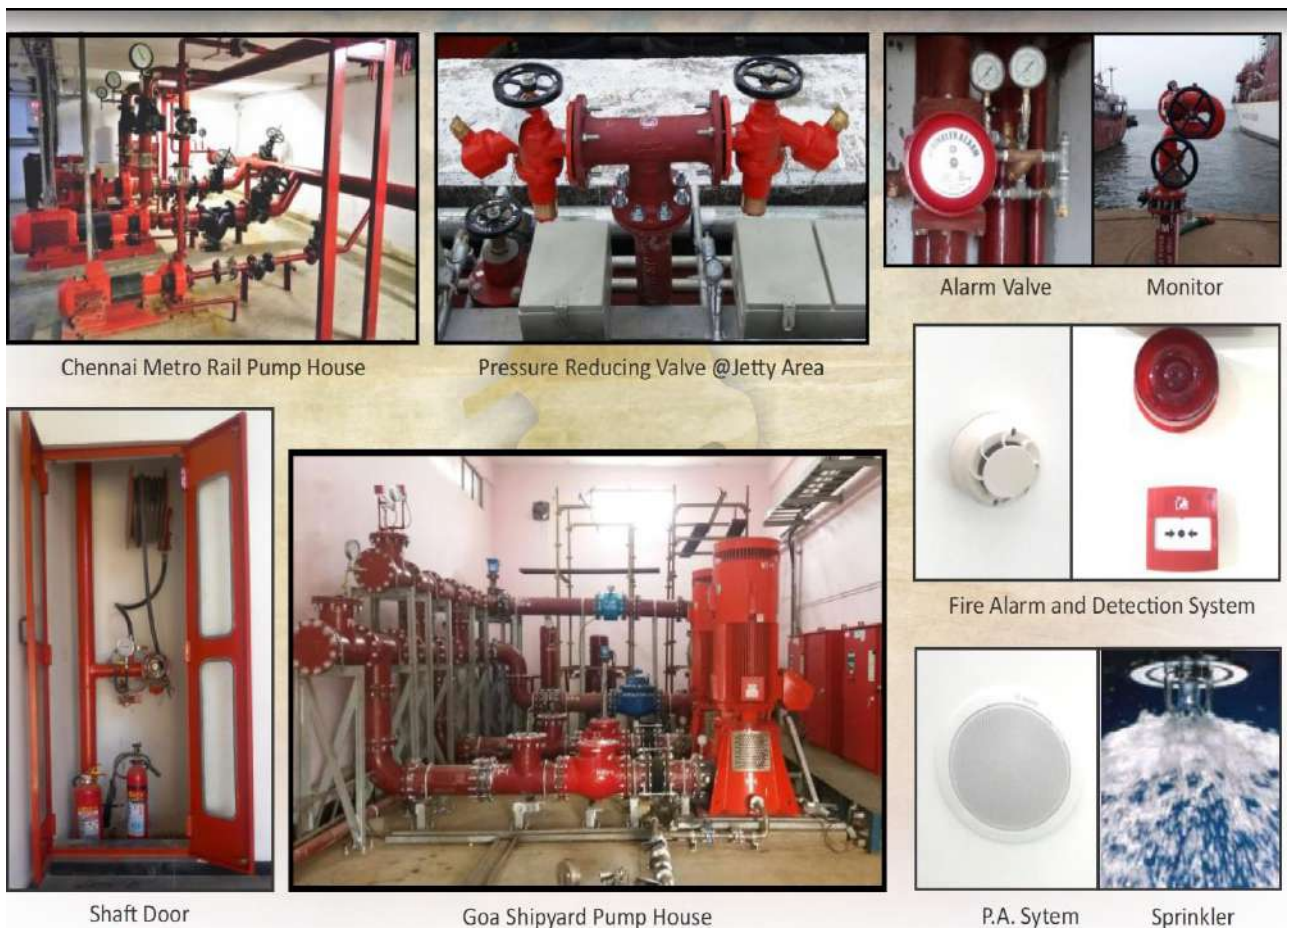 Chennai Metro Rail Pump House
Pressure Reducing Valve @Jetty Area
Alarm Valve
Monitor
Fire Alarm and Detection System
Shaft Door
Goa Shipyard Pump House
P.A. Sytem
Sprinkler